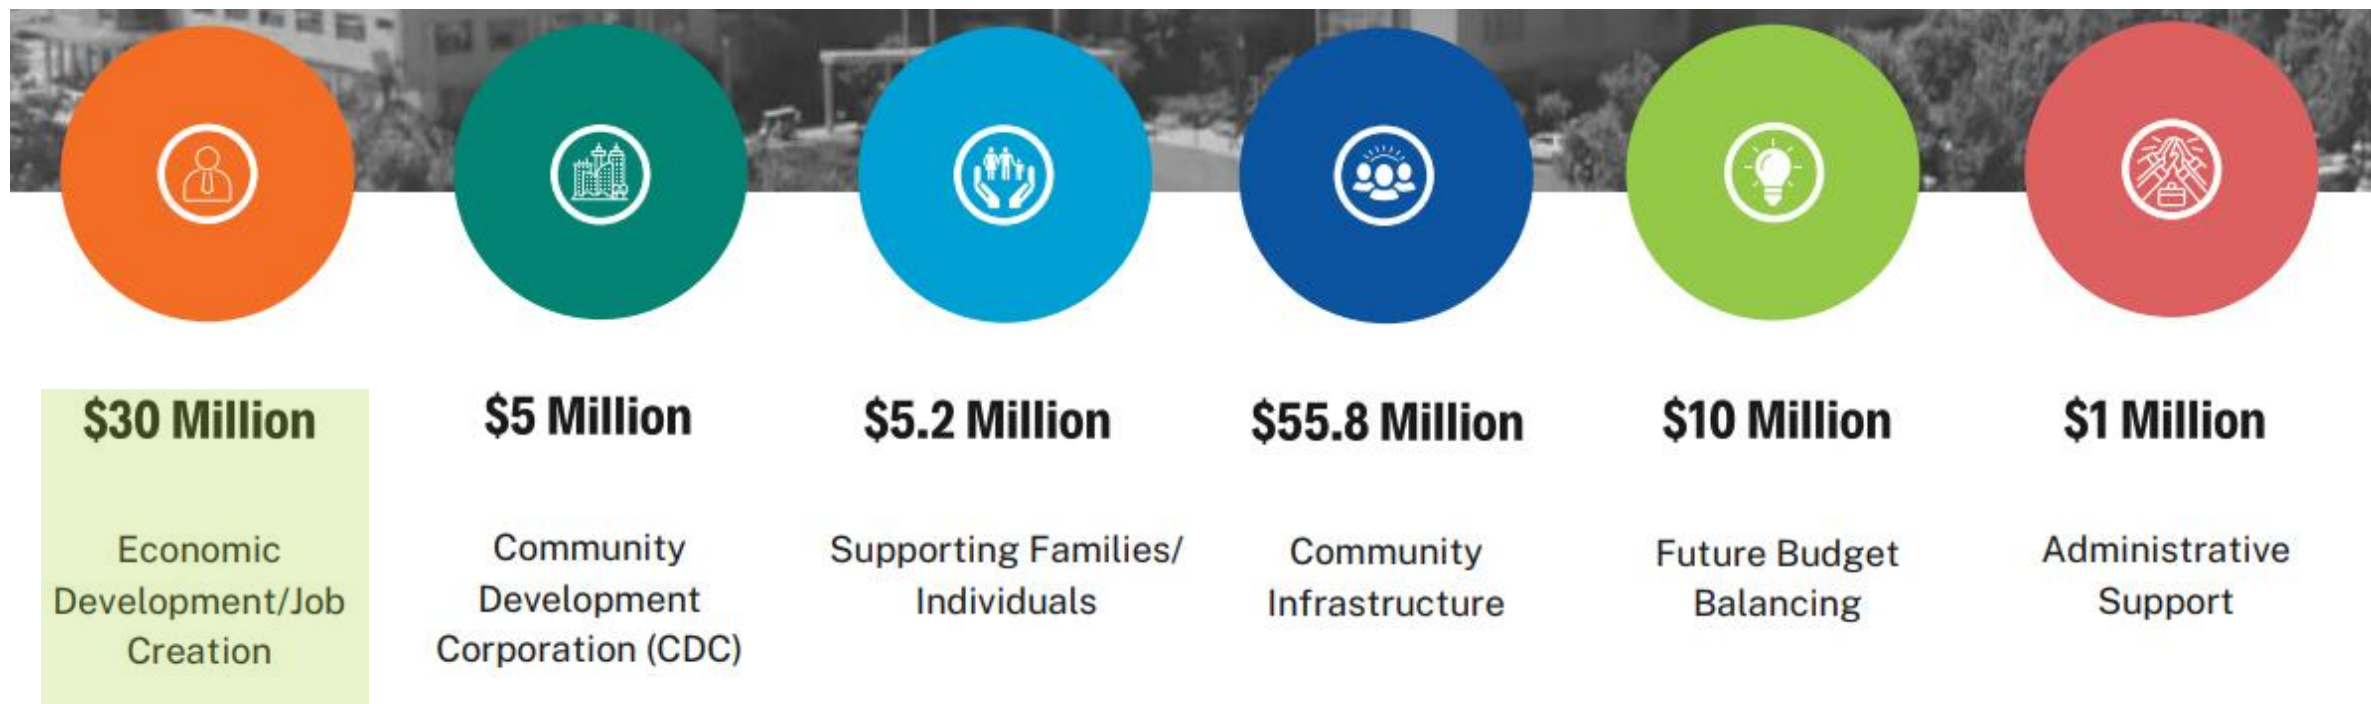 $30 Million
Economic
Development/Job
Creation
$5 Million
Community
Development
Corporation (CDC)
$5.2 Million
Supporting Families/
Individuals
$55.8 Million
Community
Infrastructure
$10 Million
Future Budget
Balancing
$1 Million
Administrative
Support